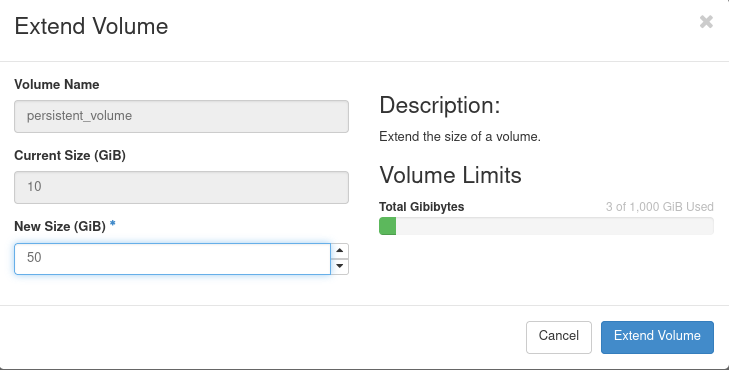 Extend Volume
×
Volume Name
persistent_volume
Current Size (GiB)
10
New Size (GiB) *
50
Description:
Extend the size of a volume.
Volume Limits
Total Gibibytes 3 of 1,000 GiB Used
Cancel Extend Volume